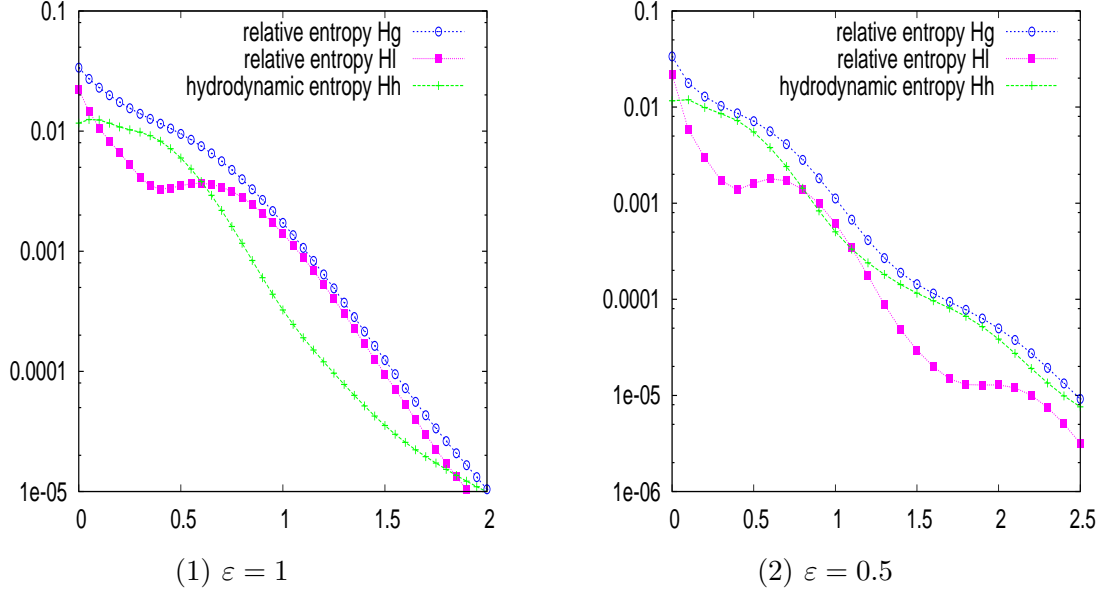 0.1
0.01
0.001
0.0001
1e-05
0
0.5
1
1.5
2
relative entropy Hg
relative entropy Hl
hydrodynamic entropy Hh
(1) ε = 1
0.1
0.01
0.001
0.0001
1e-05
1e-06
0
0.5
1
1.5
2
2.5
relative entropy Hg
relative entropy Hl
hydrodynamic entropy Hh
(2) ε = 0.5